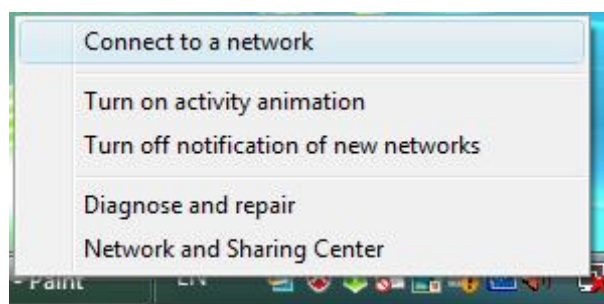 Connect to a network
Turn on activity animation
Turn off notification of new networks
Diagnose and repair
Network and Sharing Center
- Paint EN